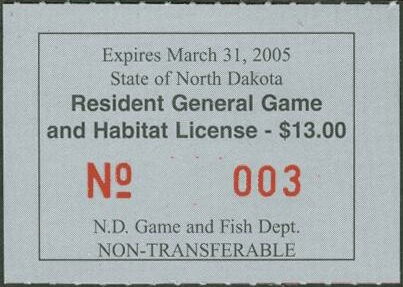 Expires March 31, 2005
State of North Dakota
Resident General Game
and Habitat License - $13.00
Nº 003
N.D. Game and Fish Dept.
NON-TRANSFERABLE